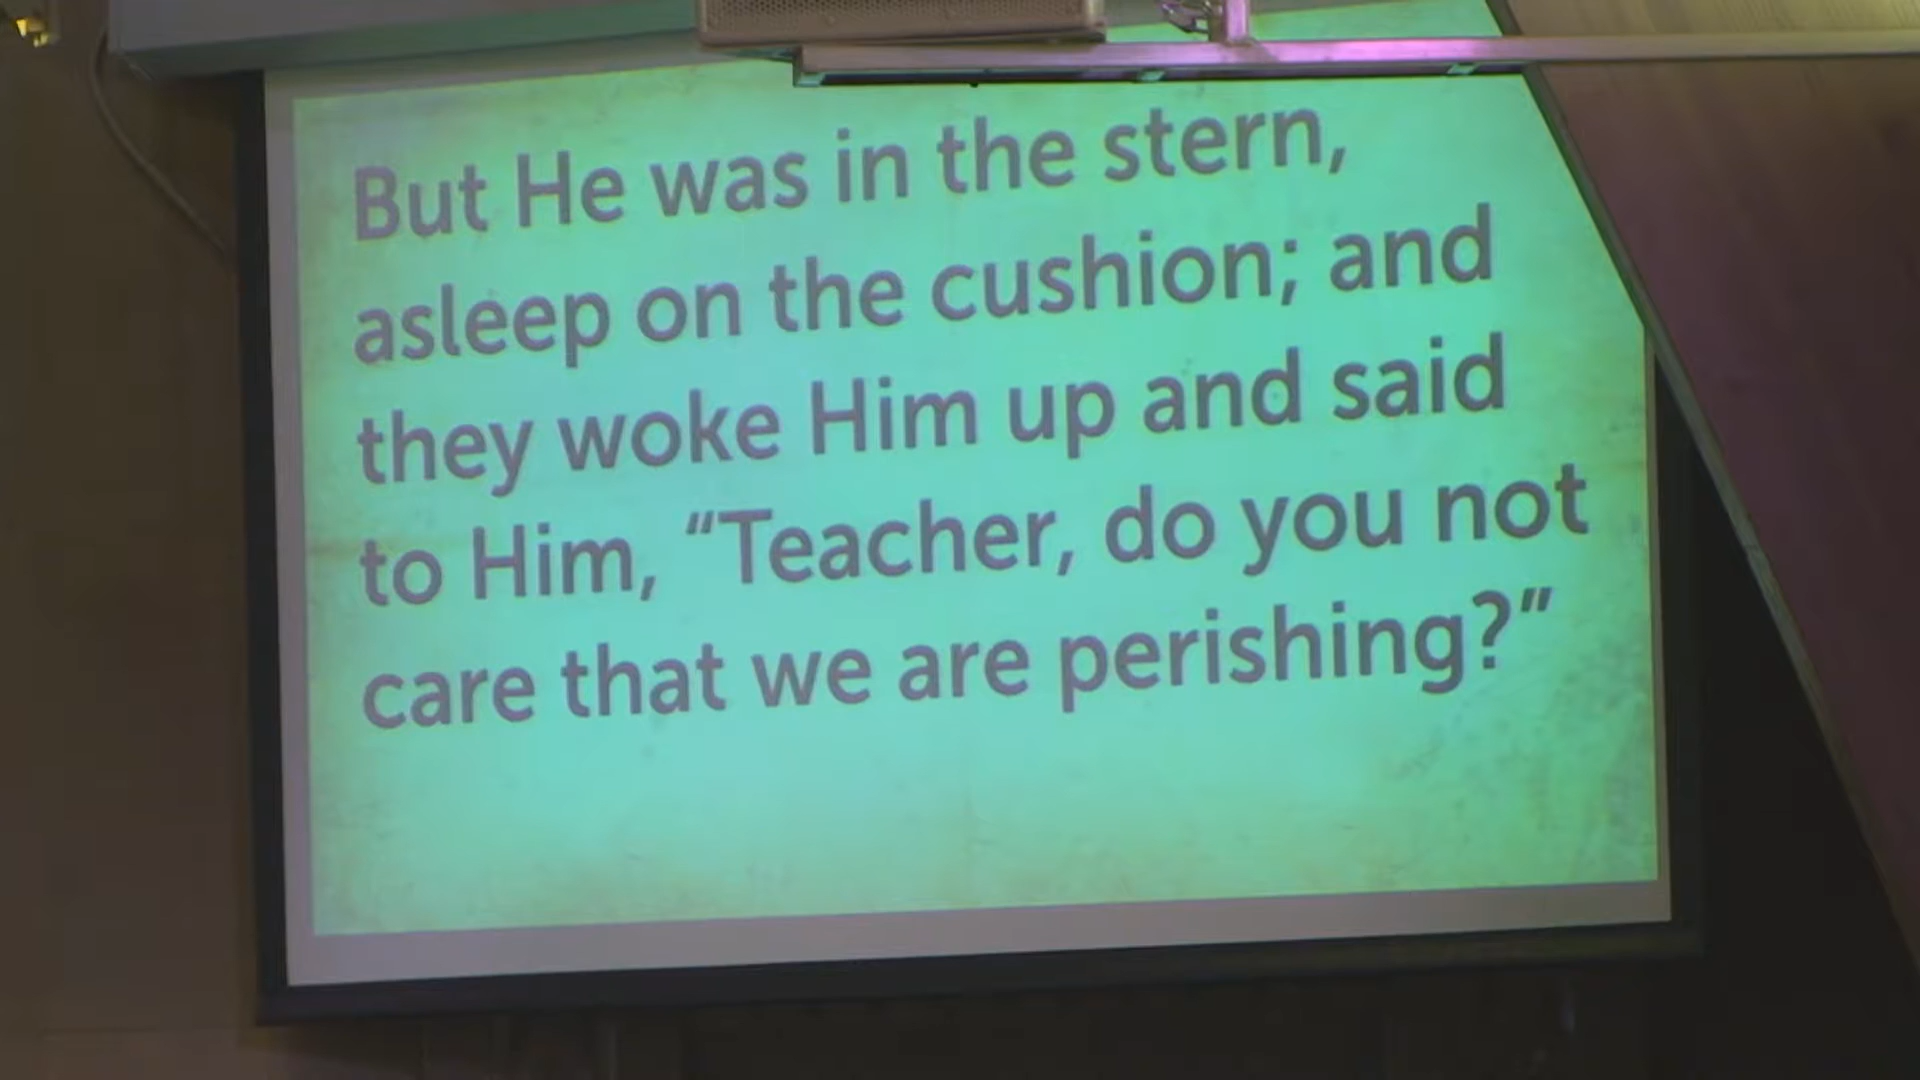 But He was in the stern,
asleep on the cushion; and
they woke Him up and said
to Him, “Teacher, do you not
care that we are perishing?”